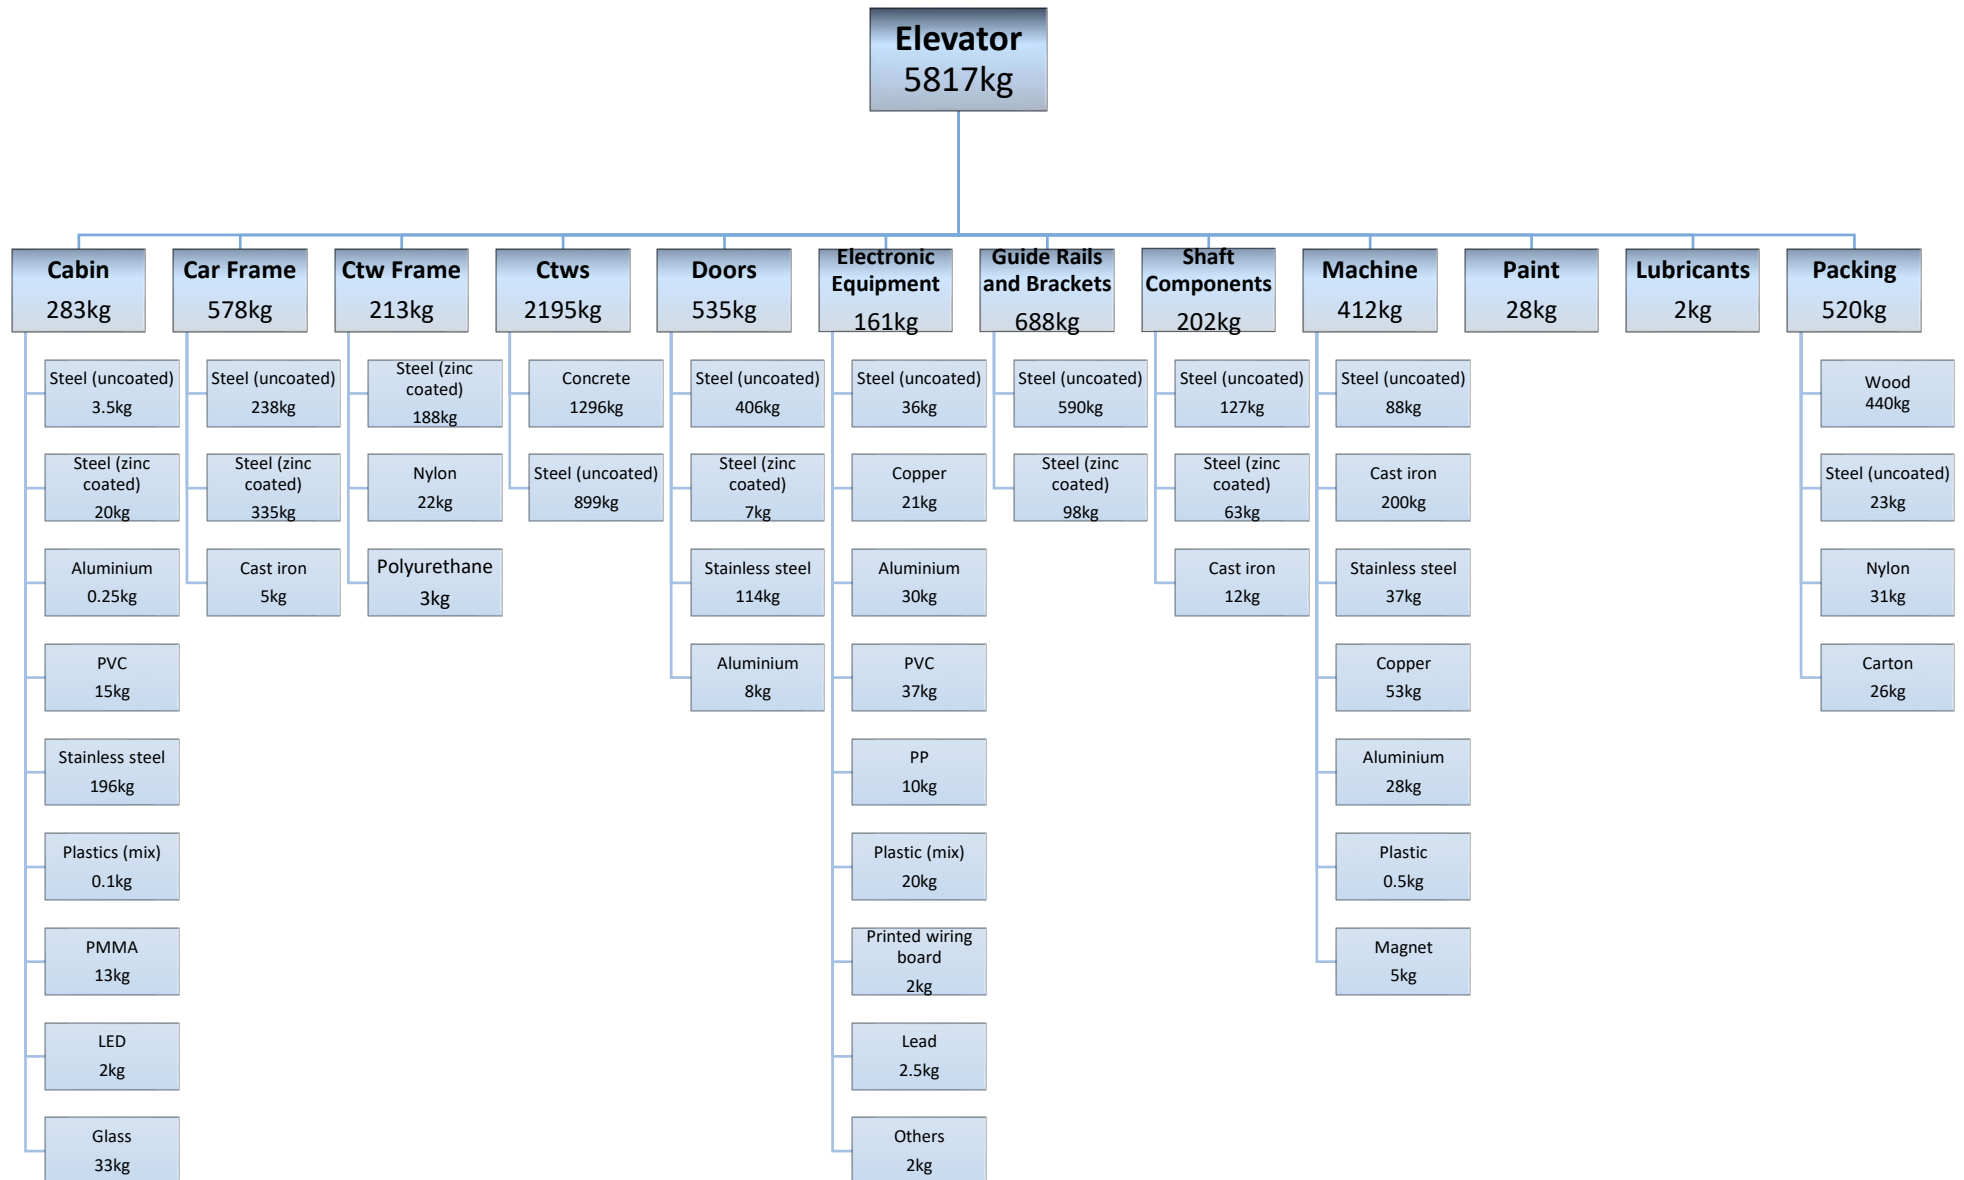 Elevator
5817kg
Cabin
283kg
Steel (uncoated)
3.5kg
Steel (zinc
coated)
20kg
Aluminium
0.25kg
PVC
15kg
Stainless steel
196kg
Plastics (mix)
0.1kg
PMMA
13kg
LED
2kg
Glass
33kg
Car Frame
578kg
Steel (uncoated)
238kg
Steel (zinc
coated)
335kg
Cast iron
5kg
Ctw Frame
213kg
Steel (zinc
coated)
188kg
Nylon
22kg
Polyurethane
3kg
Ctws
2195kg
Concrete
1296kg
Steel (uncoated)
899kg
Doors
535kg
Steel (uncoated)
406kg
Steel (zinc
coated)
7kg
Stainless steel
114kg
Aluminium
8kg
Electronic
Equipment
161kg
Steel (uncoated)
36kg
Copper
21kg
Aluminium
30kg
PVC
37kg
PP
10kg
Plastic (mix)
20kg
Printed wiring
board
2kg
Lead
2.5kg
Others
2kg
Guide Rails
and Brackets
688kg
Steel (uncoated)
590kg
Steel (zinc
coated)
98kg
Shaft
Components
202kg
Steel (uncoated)
127kg
Steel (zinc
coated)
63kg
Cast iron
12kg
Machine
412kg
Steel (uncoated)
88kg
Cast iron
200kg
Stainless steel
37kg
Copper
53kg
Aluminium
28kg
Plastic
0.5kg
Magnet
5kg
Paint
28kg
Lubricants
2kg
Packing
520kg
Wood
440kg
Steel (uncoated)
23kg
Nylon
31kg
Carton
26kg